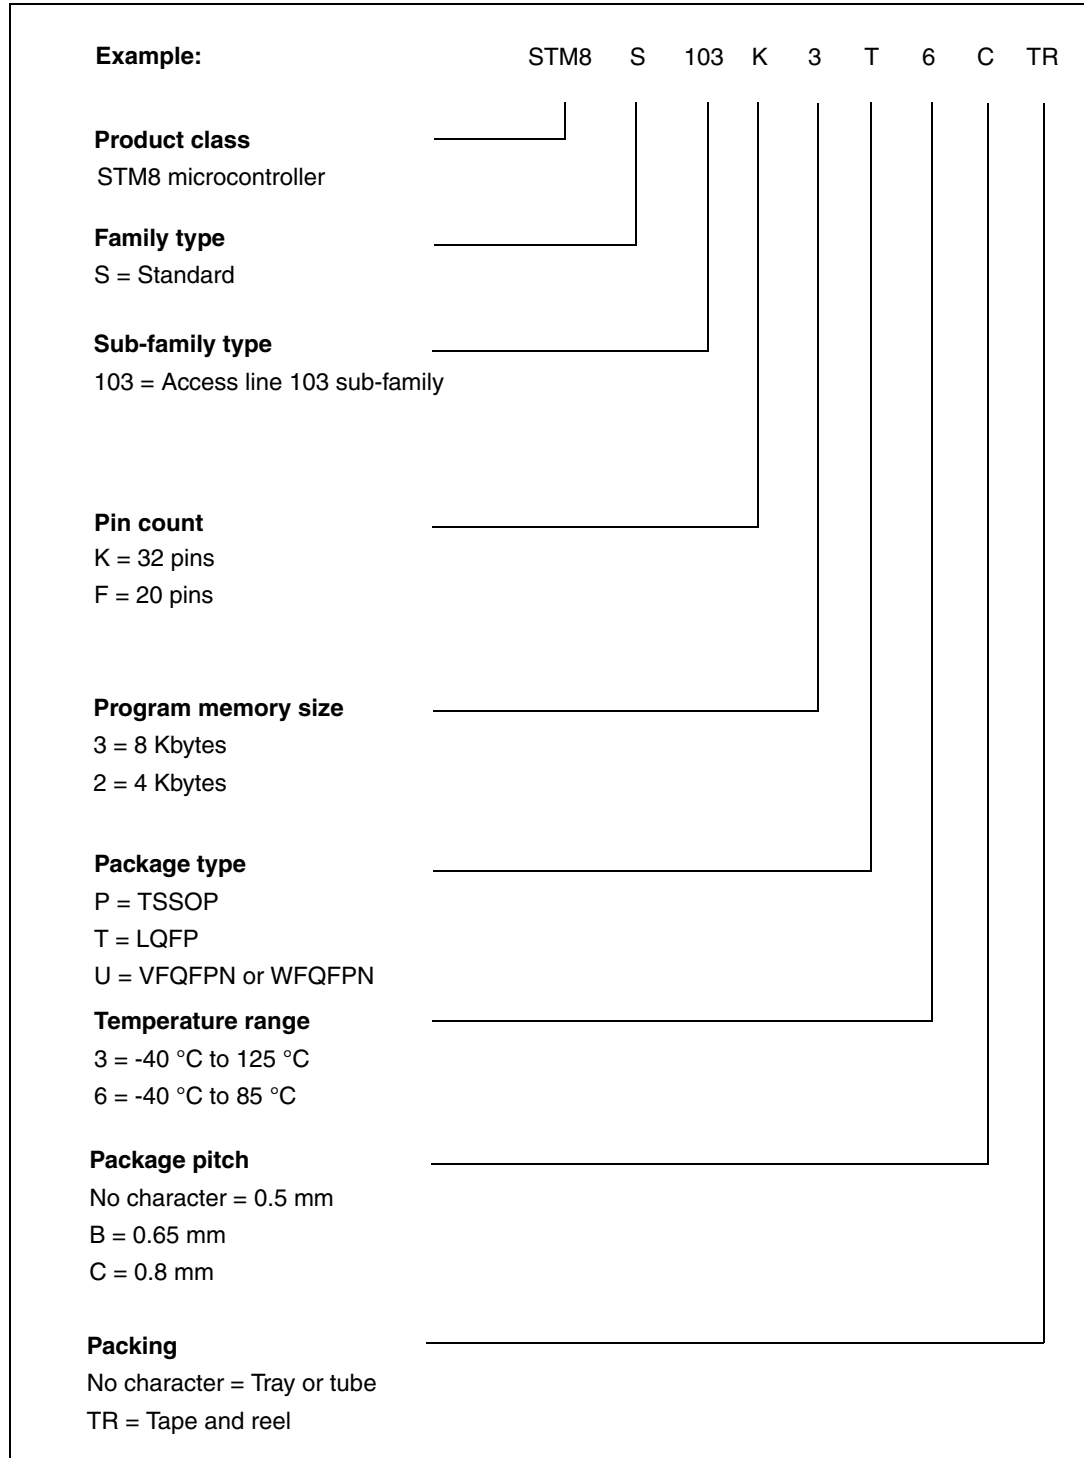 Example: STM8 S 103 K 3 T 6 C TR
Product class
STM8 microcontroller
Family type
S = Standard
Sub-family type
103 = Access line 103 sub-family
Pin count
K = 32 pins
F = 20 pins
Program memory size
3 = 8 Kbytes
2 = 4 Kbytes
Package type
P = TSSOP
T = LQFP
U = VFQFPN or WFQFPN
Temperature range
3 = -40 °C to 125 °C
6 = -40 °C to 85 °C
Package pitch
No character = 0.5 mm
B = 0.65 mm
C = 0.8 mm
Packing
No character = Tray or tube
TR = Tape and reel